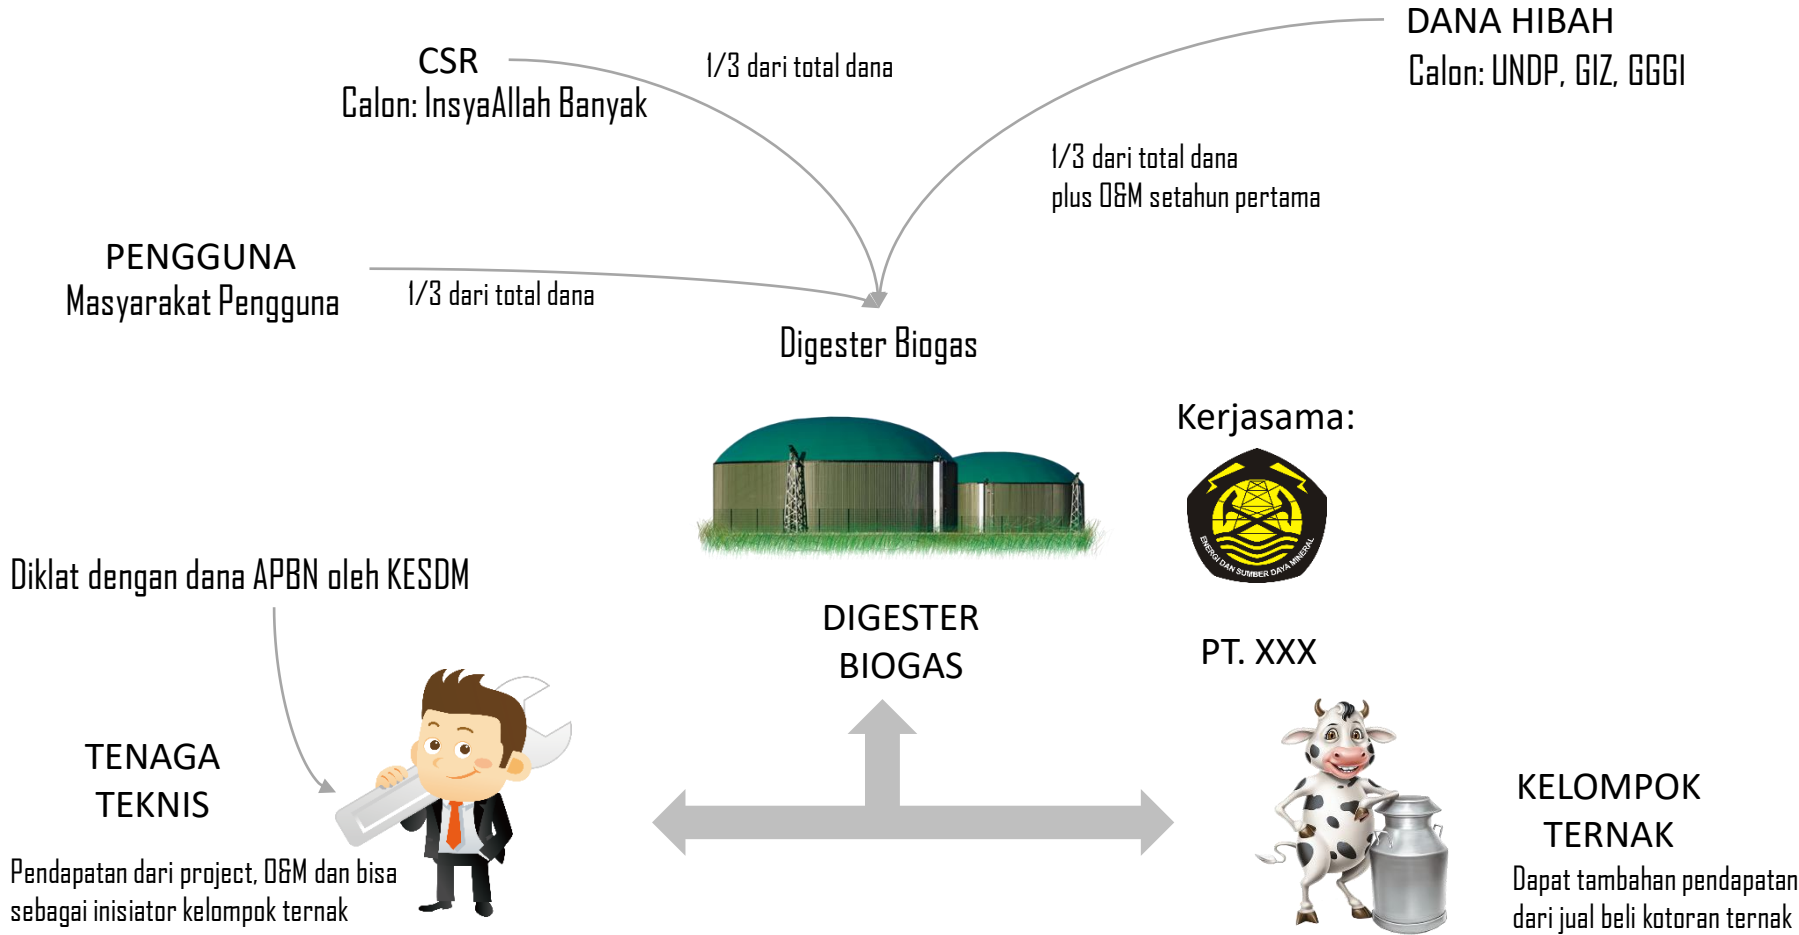 DANA HIBAH
Calon: UNDP, GIZ, GGGI
CSR
Calon: InsyaAllah Banyak
1/3 dari total dana
1/3 dari total dana
plus O&M setahun pertama
PENGGUNA
Masyarakat Pengguna
1/3 dari total dana
Digester Biogas
Kerjasama:
ENERGI DAN SUMBER DAYA MINERAL
PT. XXX
DIGESTER
BIOGAS
Diklat dengan dana APBN oleh KESDM
TENAGA
TEKNIS
Pendapatan dari project, O&M dan bisa
sebagai inisiator kelompok ternak
KELOMPOK
TERNAK
Dapat tambahan pendapatan
dari jual beli kotoran ternak